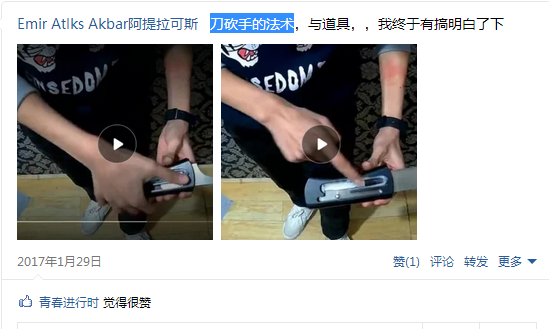 Emir Atlks Akbar阿提拉可斯 刀砍手的法术，与道具，，我终于有搞明白了下
NSEDOM
NSEDOM
2017年1月29日 赞(1) 评论 转发 更多
青春进行时 觉得很赞